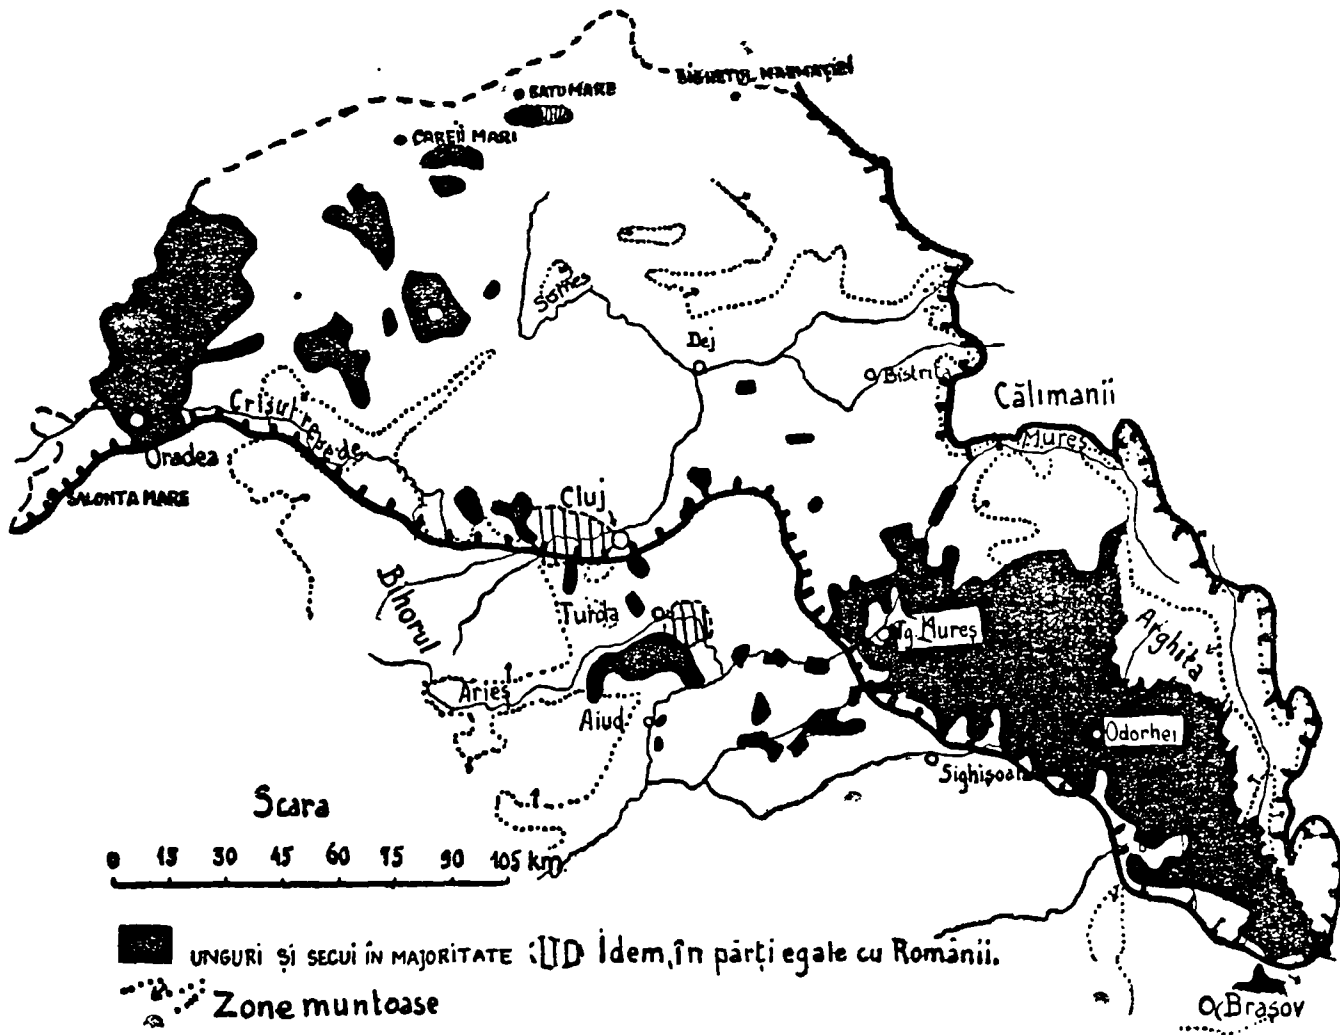 SIGHETUL MARMAȚIEI
SATU MARE
CAREII MARI
Someș
Dej
Bistrița
Călimanii
Mureș
Crișul repede
Oradea
SALONTA MARE
Cluj
Bihorul
Turda
Tg. Mureș
Arghita
Arieș
Aiud
Odorhei
Sighișoara
Scara
0 15 30 45 60 75 90 105 km
UNGURI ȘI SECUI ÎN MAJORITATE Idem, în părți egale cu Românii.
Zone muntoase
Brașov